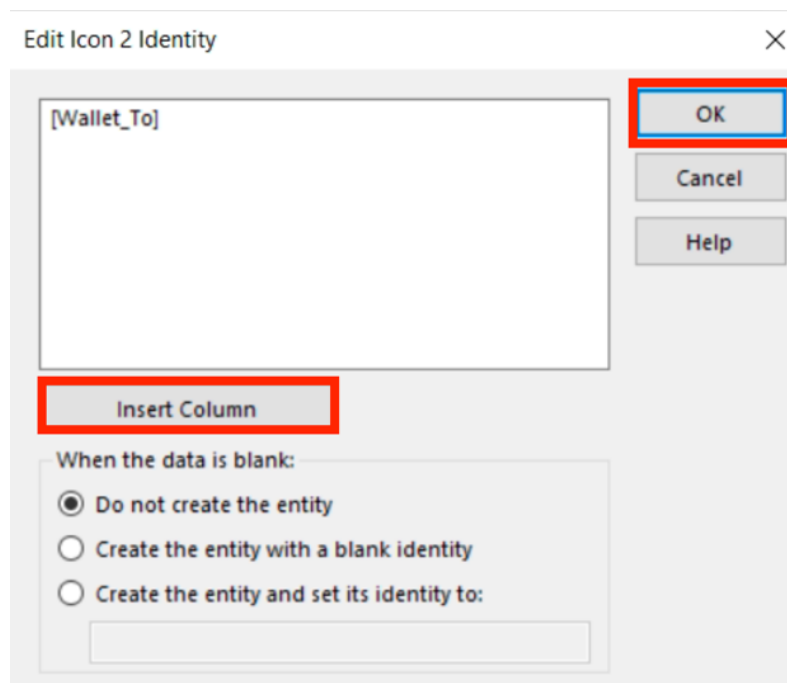 Edit Icon 2 Identity
[Wallet_To]
OK
Cancel
Help
Insert Column
When the data is blank:
Do not create the entity
Create the entity with a blank identity
Create the entity and set its identity to: